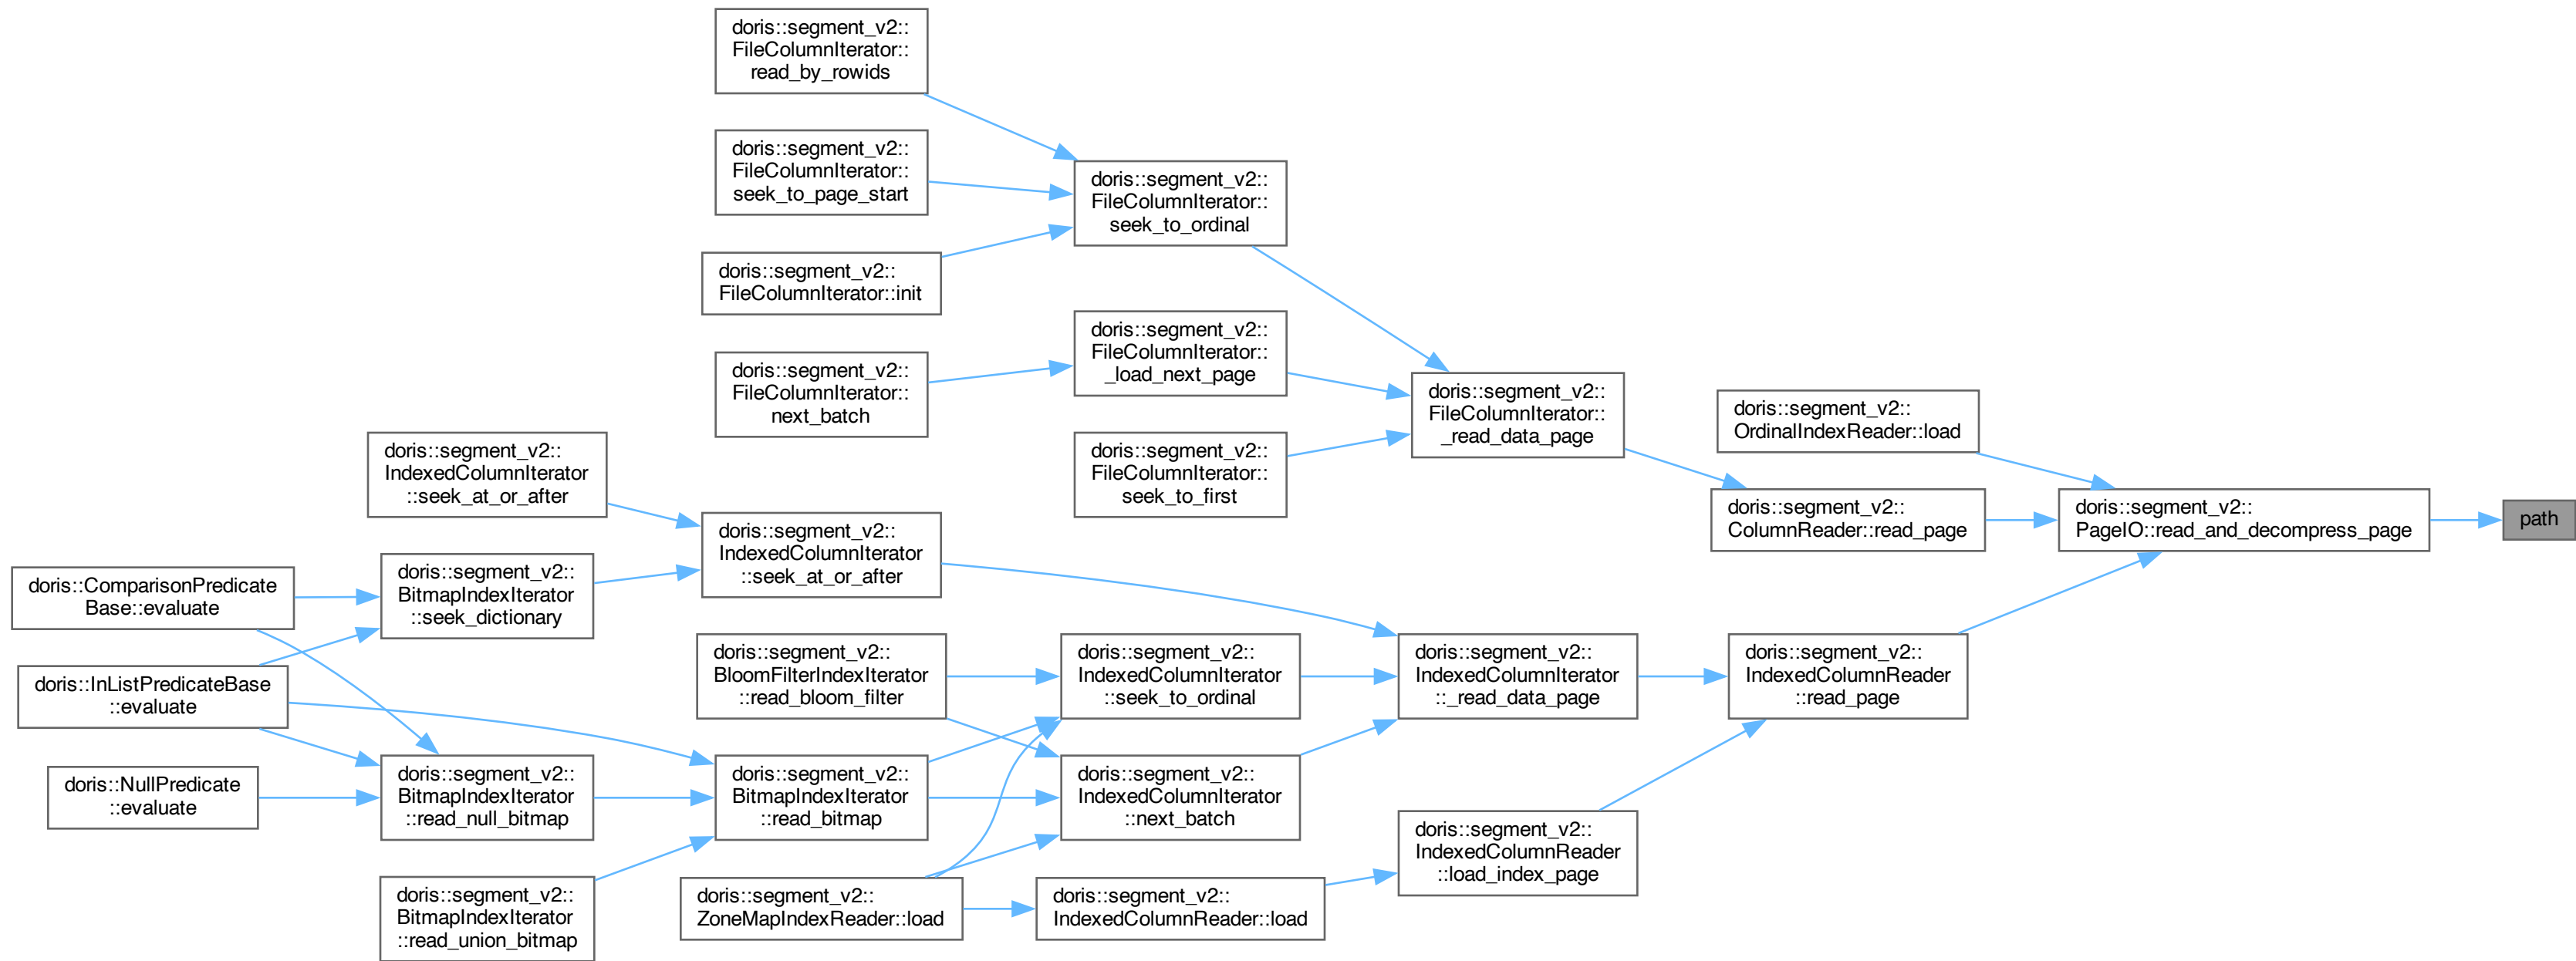 doris::segment_v2::
FileColumnIterator::
read_by_rowids
doris::segment_v2::
FileColumnIterator::
seek_to_page_start
doris::segment_v2::
FileColumnIterator::
seek_to_ordinal
doris::segment_v2::
FileColumnIterator::init
doris::segment_v2::
FileColumnIterator::
_load_next_page
doris::segment_v2::
FileColumnIterator::
next_batch
doris::segment_v2::
FileColumnIterator::
_read_data_page
doris::segment_v2::
OrdinalIndexReader::load
doris::segment_v2::
IndexedColumnIterator
::seek_at_or_after
doris::segment_v2::
FileColumnIterator::
seek_to_first
doris::segment_v2::
ColumnReader::read_page
doris::segment_v2::
PageIO::read_and_decompress_page
path
doris::segment_v2::
IndexedColumnIterator
::seek_at_or_after
doris::ComparisonPredicate
Base::evaluate
doris::segment_v2::
BitmapIndexIterator
::seek_dictionary
doris::InListPredicateBase
::evaluate
doris::segment_v2::
BloomFilterIndexIterator
::read_bloom_filter
doris::segment_v2::
IndexedColumnIterator
::seek_to_ordinal
doris::segment_v2::
IndexedColumnIterator
::_read_data_page
doris::segment_v2::
IndexedColumnReader
::read_page
doris::NullPredicate
::evaluate
doris::segment_v2::
BitmapIndexIterator
::read_null_bitmap
doris::segment_v2::
BitmapIndexIterator
::read_bitmap
doris::segment_v2::
IndexedColumnIterator
::next_batch
doris::segment_v2::
IndexedColumnReader
::load_index_page
doris::segment_v2::
BitmapIndexIterator
::read_union_bitmap
doris::segment_v2::
ZoneMapIndexReader::load
doris::segment_v2::
IndexedColumnReader::load